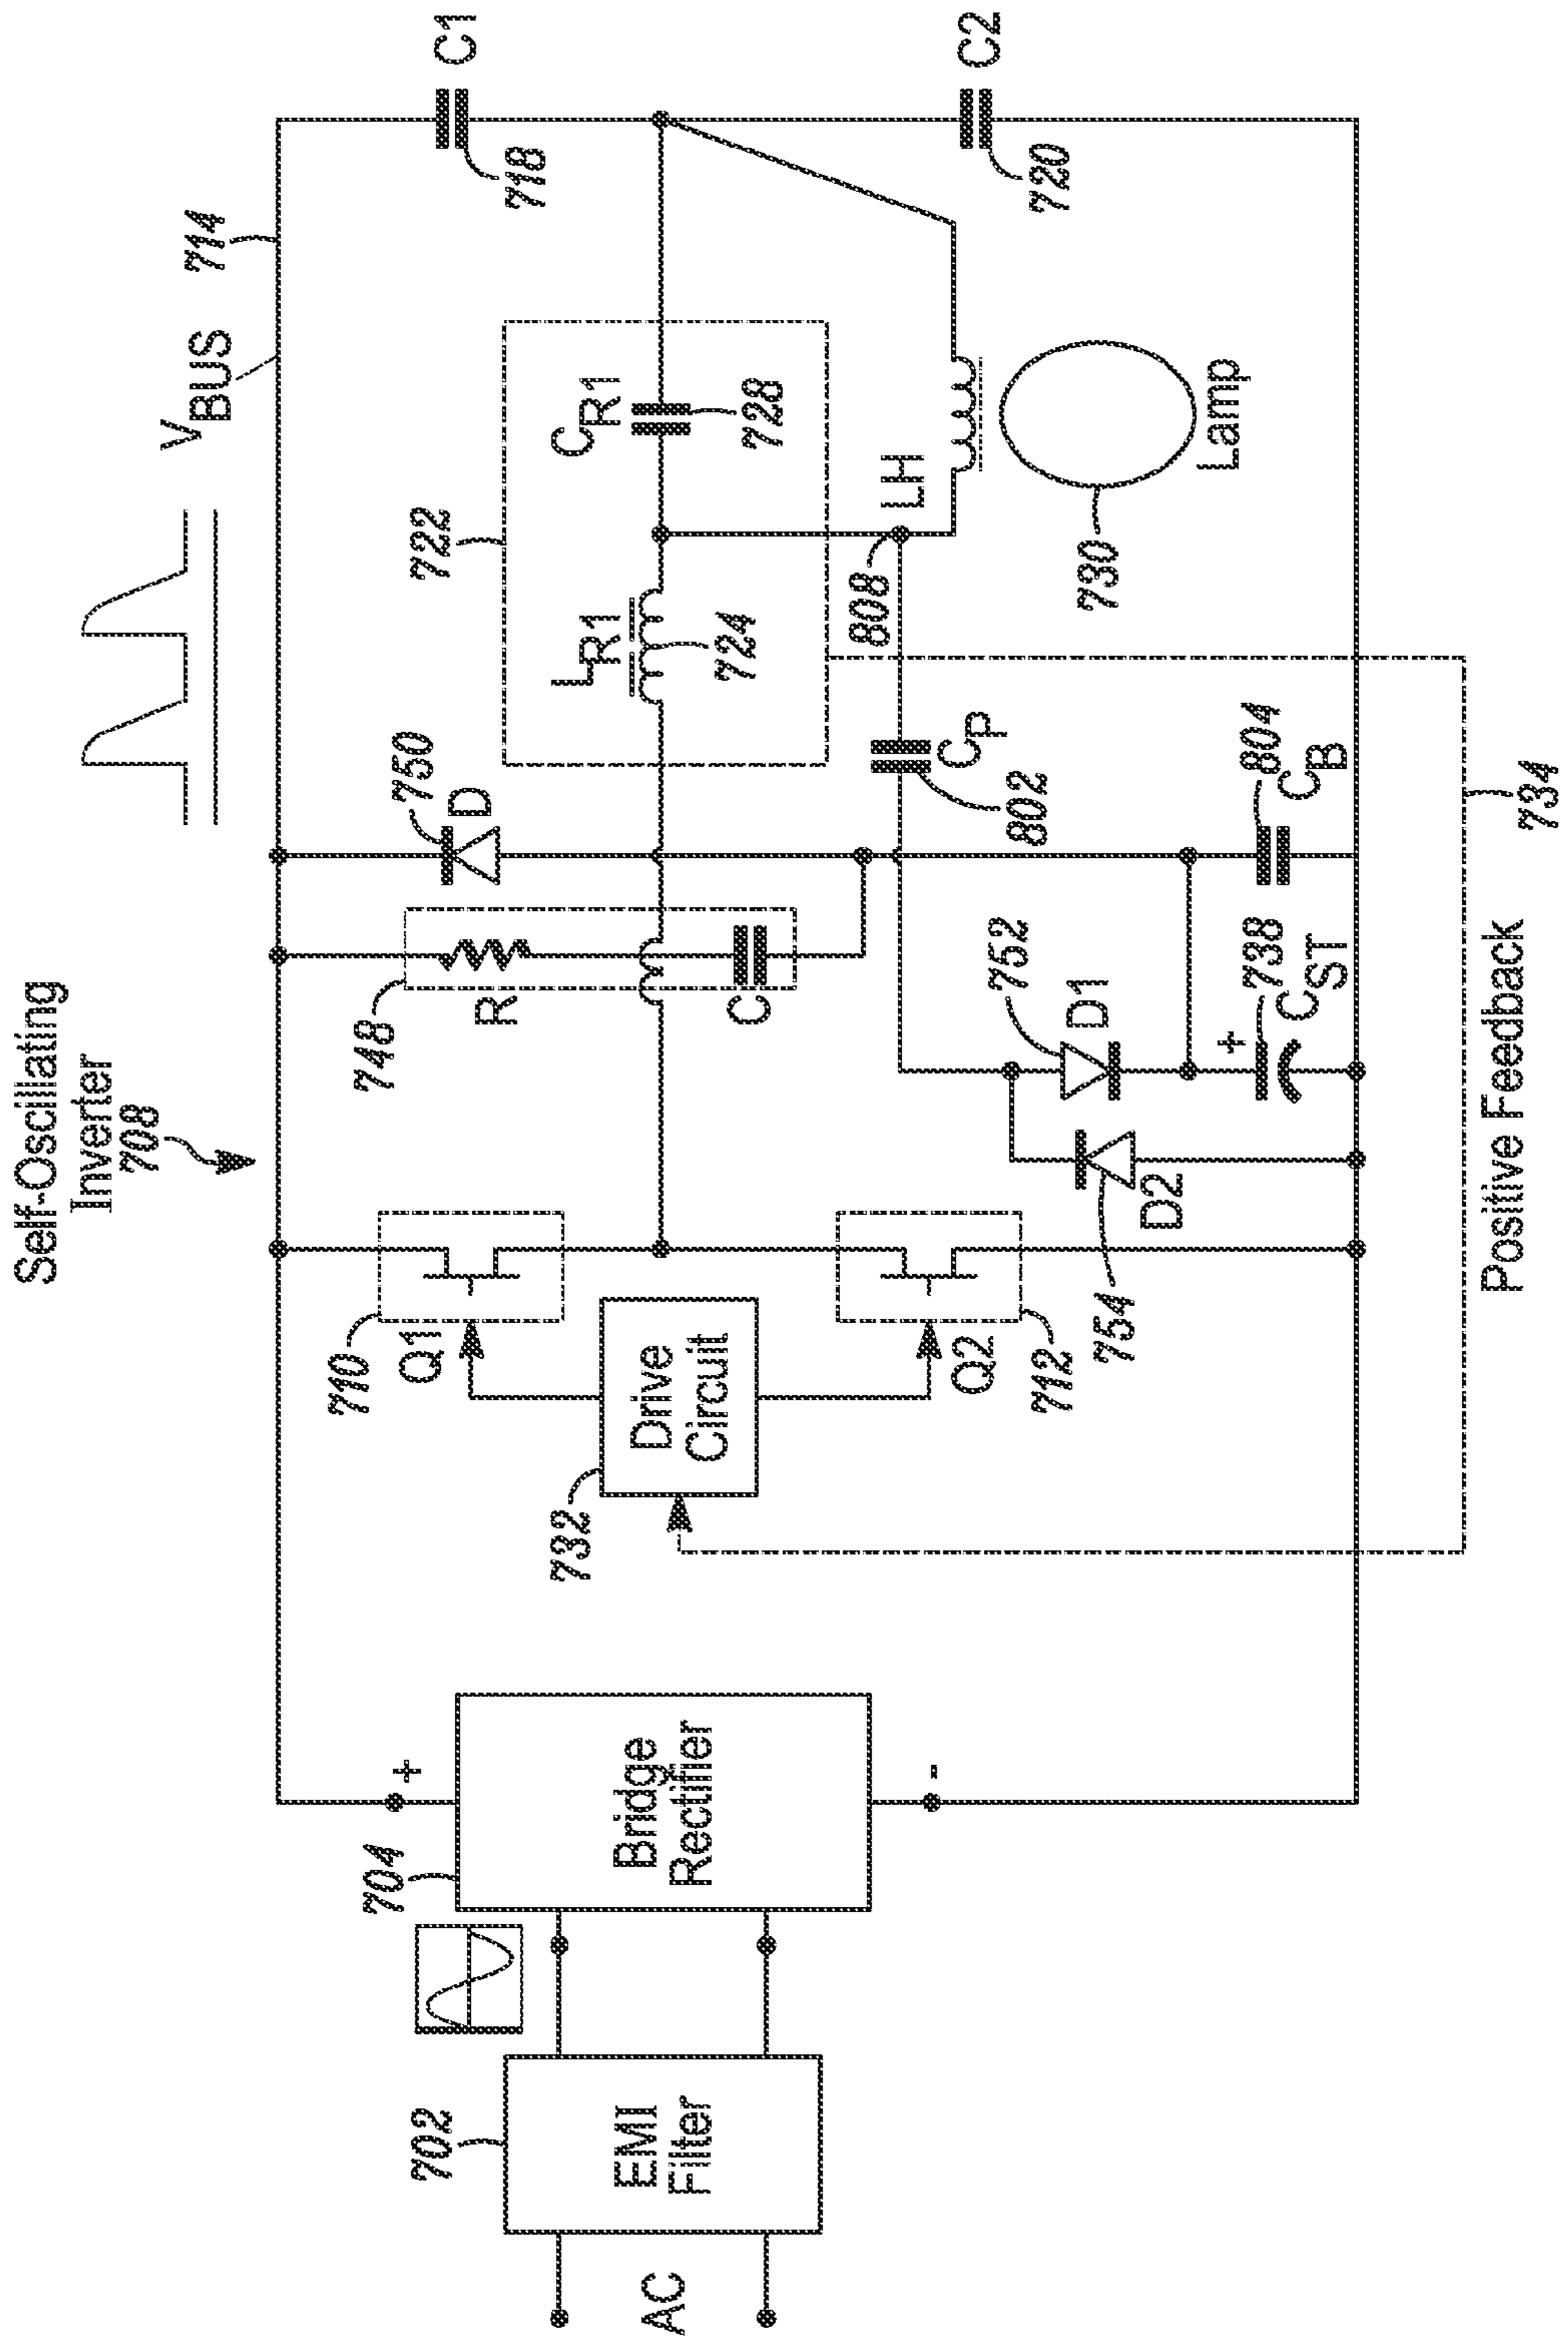 Self-Oscillating
Inverter
708
VBUS
714
AC
702
EMI
Filter
704
Bridge
Rectifier
+
-
710
Q1
732
Drive
Circuit
Q2
712
748
R
C
750
D
722
LR1
724
CR1
728
C1
718
C2
720
754
D2
752
D1
+
738
CST
804
CB
CP
802
808
LH
730
Lamp
Positive Feedback
734